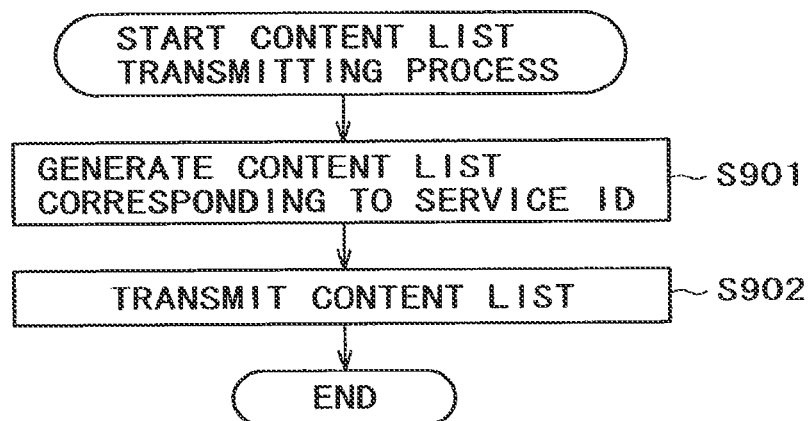 START CONTENT LIST
TRANSMITTING PROCESS
GENERATE CONTENT LIST
CORRESPONDING TO SERVICE ID
S901
TRANSMIT CONTENT LIST
S902
END